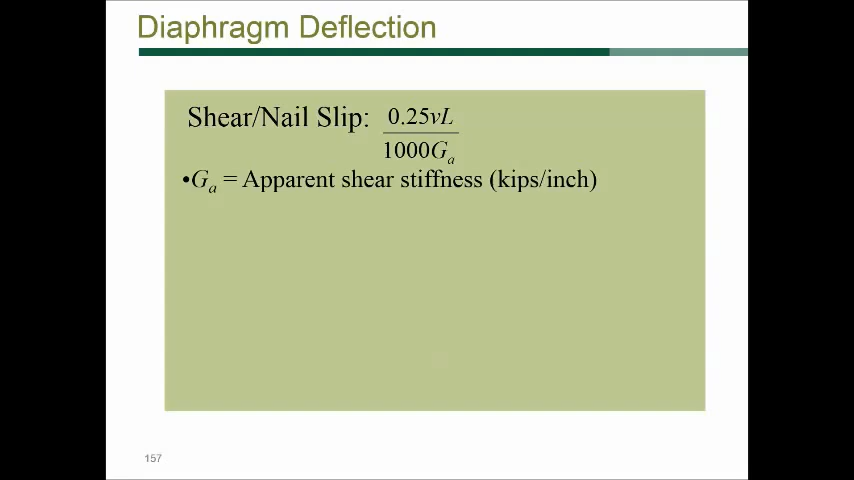 Diaphragm Deflection
Shear/Nail Slip: 0.25vL
1000Gₐ
•Gₐ = Apparent shear stiffness (kips/inch)
157